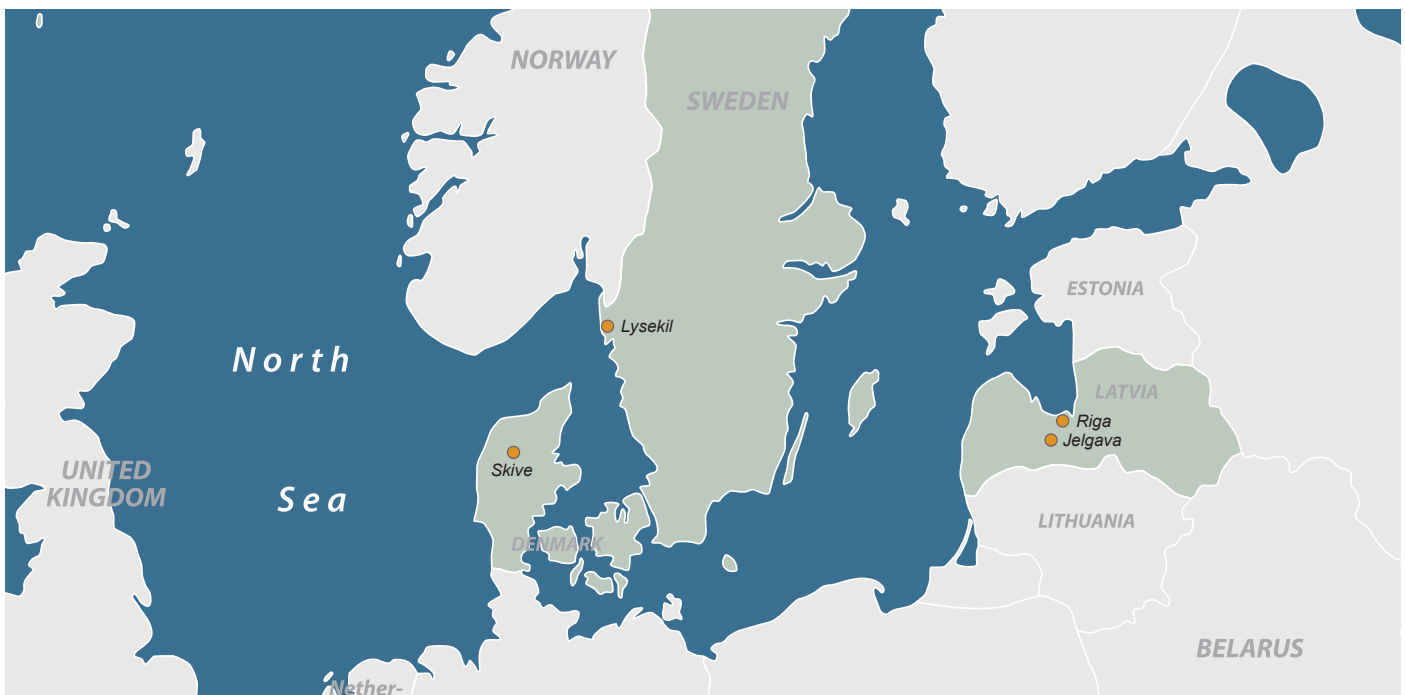 NORWAY
SWEDEN
ESTONIA
Lysekil
North
LATVIA
Riga
Jelgava
Skive
UNITED
KINGDOM
Sea
LITHUANIA
DENMARK
BELARUS
Nether-